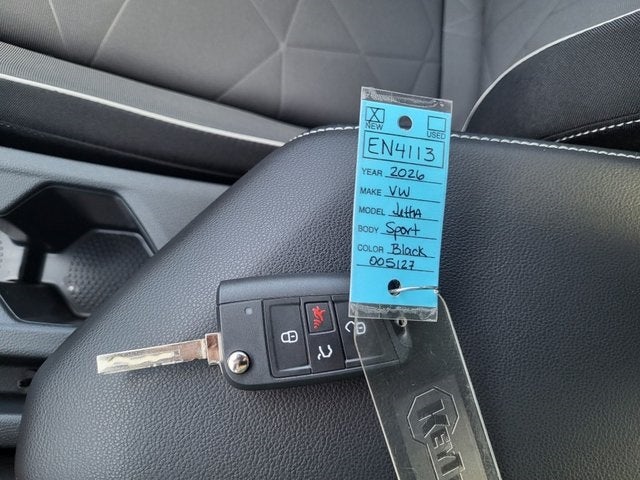 X
NEW
USED
EN4113
YEAR 2026
MAKE VW
MODEL Jetta
BODY Sport
COLOR Black
005127